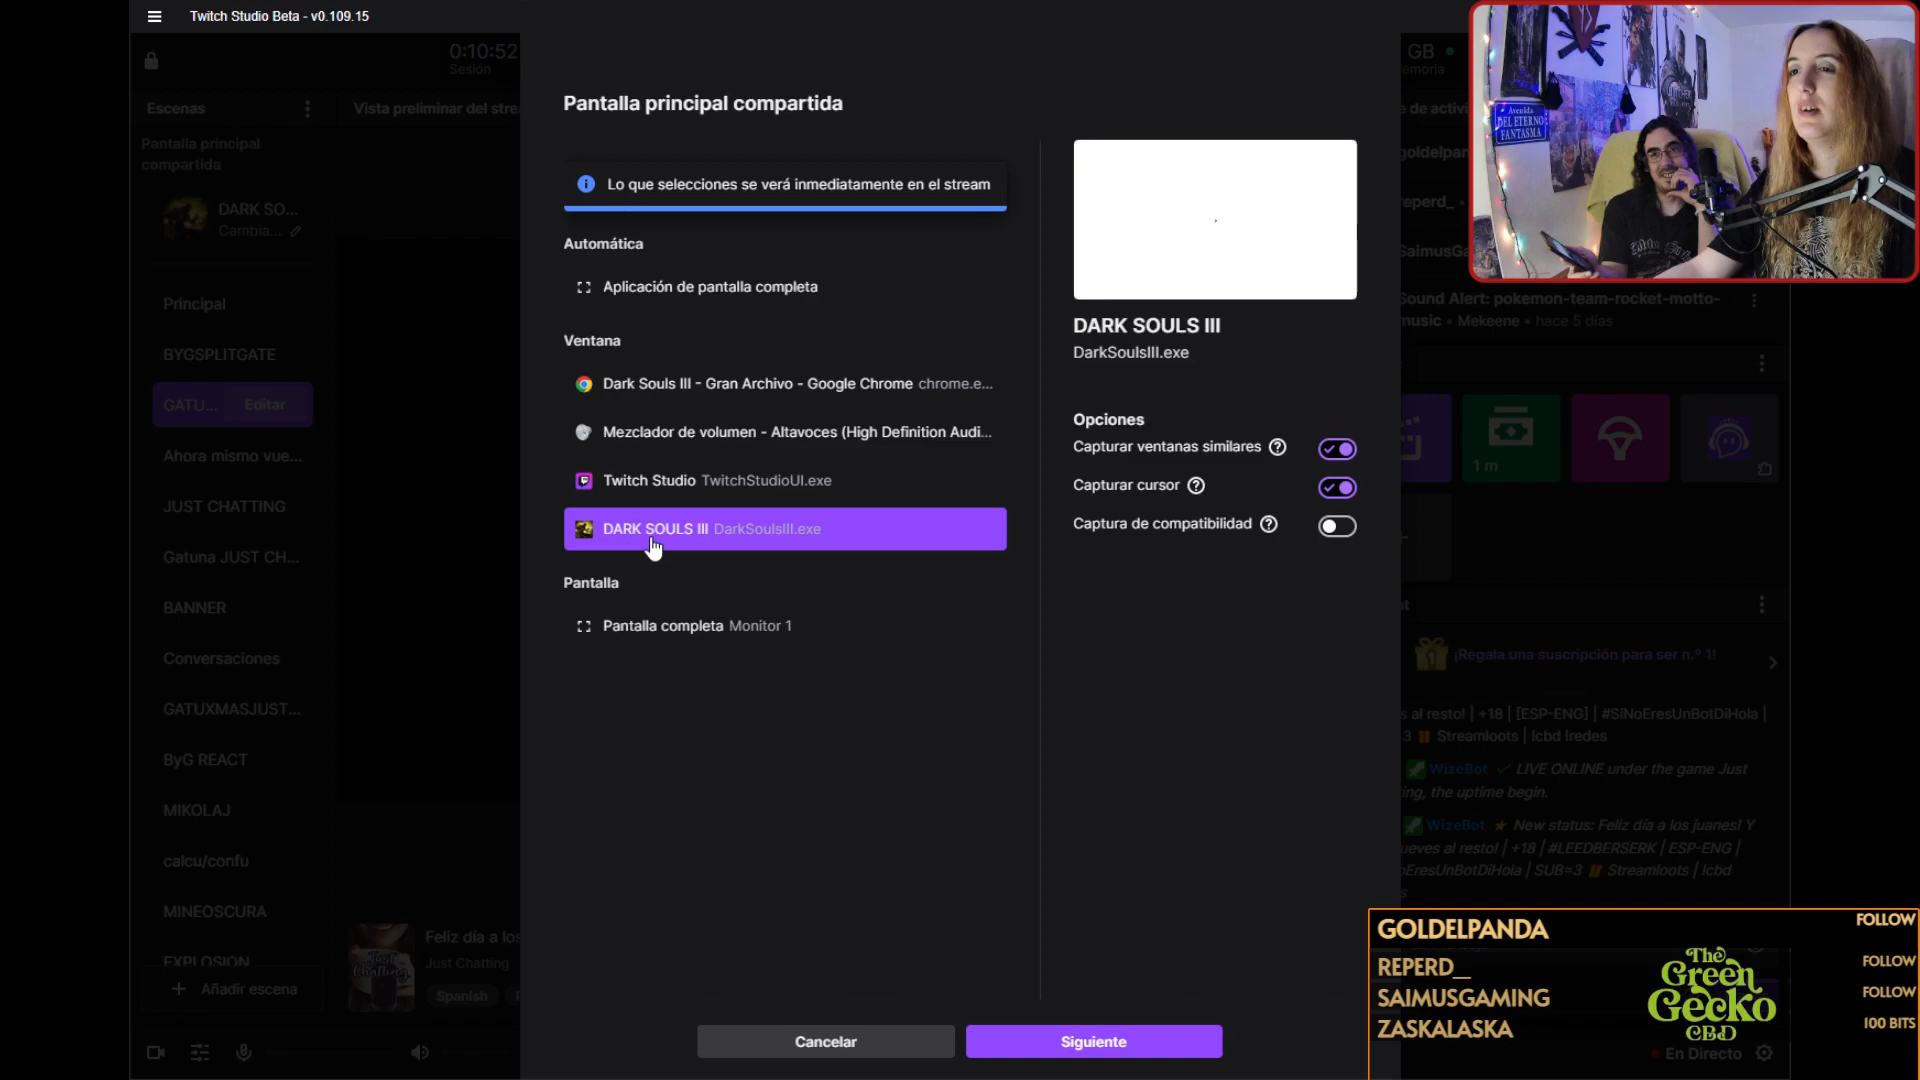 Twitch Studio Beta - v0.109.15
0:10:52
Sesión
Escenas
Vista preliminar del stre
Pantalla principal
compartida
DARK SO...
Cambia...
Principal
BYGSPLITGATE
GATU...
Editar
Ahora mismo vue...
JUST CHATTING
Gatuna JUST CH...
BANNER
Conversaciones
GATUXMASJUST...
ByG REACT
MIKOLAJ
calcu/confu
MINEOSCURA
EXPLOSION
Añadir escena
Feliz día a los
Just Chatting
Spanish
Pantalla principal compartida
Lo que selecciones se verá inmediatamente en el stream
Automática
Aplicación de pantalla completa
Ventana
Dark Souls III - Gran Archivo - Google Chrome chrome.e...
Mezclador de volumen - Altavoces (High Definition Audi...
Twitch Studio TwitchStudioUI.exe
DARK SOULS III DarkSoulsIII.exe
Pantalla
Pantalla completa Monitor 1
Cancelar
Siguiente
DARK SOULS III
DarkSoulsIII.exe
Opciones
Capturar ventanas similares
Capturar cursor
Captura de compatibilidad
GB
emoria
e de activi
goldelpan
reperd_
SaimusGa
Avenida
DEL ETERNO
FANTASMA
Sound Alert: pokemon-team-rocket-motto-
music • Mekeene • hace 5 días
1 m
¡Regala una suscripción para ser n.º 1!
s al resto! | +18 | [ESP-ENG] | #SiNoEresUnBotDiHola |
3 Streamloots | !cbd !redes
WizeBot LIVE ONLINE under the game Just
ing, the uptime begin.
WizeBot New status: Feliz día a los juanes! Y
ueves al resto! | +18 | #LEEDBERSERK | ESP-ENG |
oEresUnBotDiHola | SUB=3 Streamloots | !cbd
s
GOLDELPANDA FOLLOW
REPERD_ FOLLOW
SAIMUSGAMING FOLLOW
ZASKALASKA 100 BITS
The
Green
Gecko
CBD
En Directo